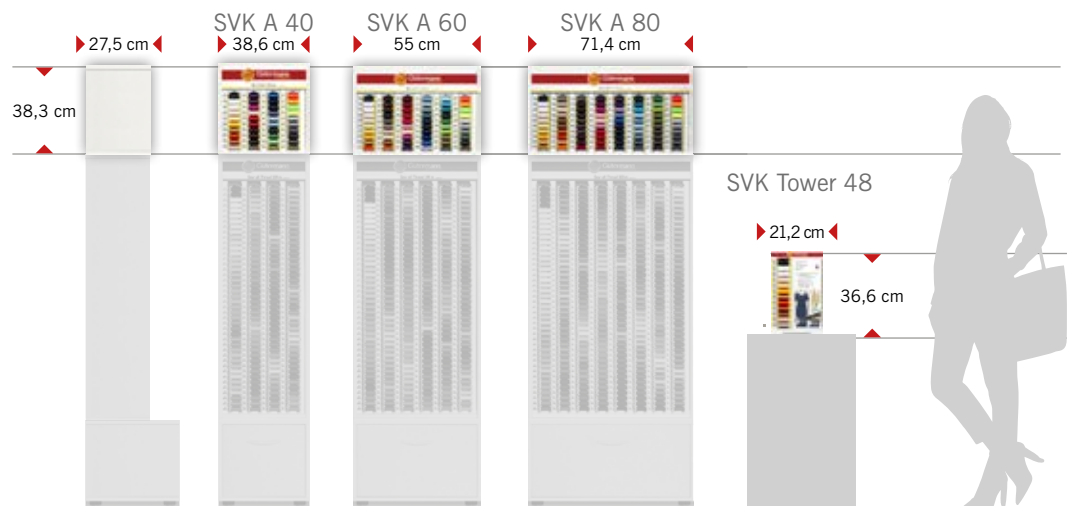 SVK A 40
SVK A 60
SVK A 80
27,5 cm
38,6 cm
55 cm
71,4 cm
38,3 cm
SVK Tower 48
21,2 cm
36,6 cm